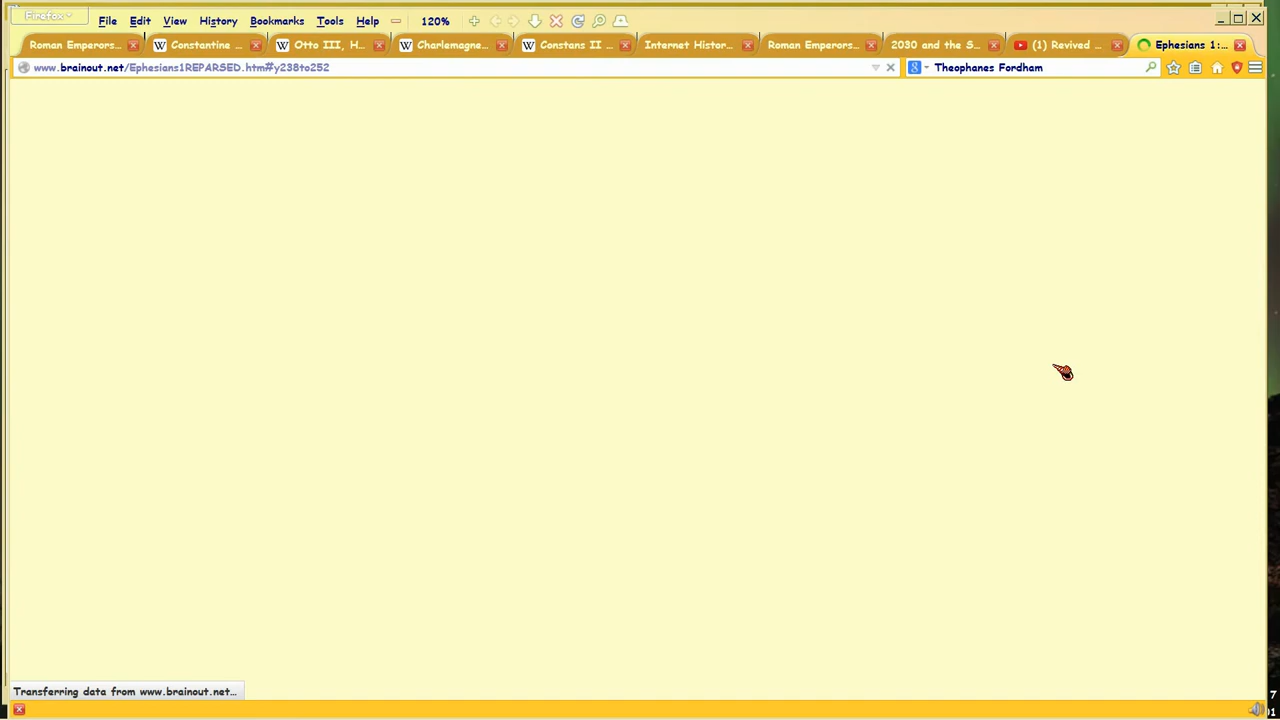 Firefox
File Edit View History Bookmarks Tools Help 120%
Roman Emperors... Constantine ... Otto III, H... Charlemagne... Constans II ... Internet Histor... Roman Emperors... 2030 and the S... (1) Revived ... Ephesians 1:...
www.brainout.net/Ephesians1REPARSED.htm#y238to252 Theophanes Fordham
Transferring data from www.brainout.net...
7
01